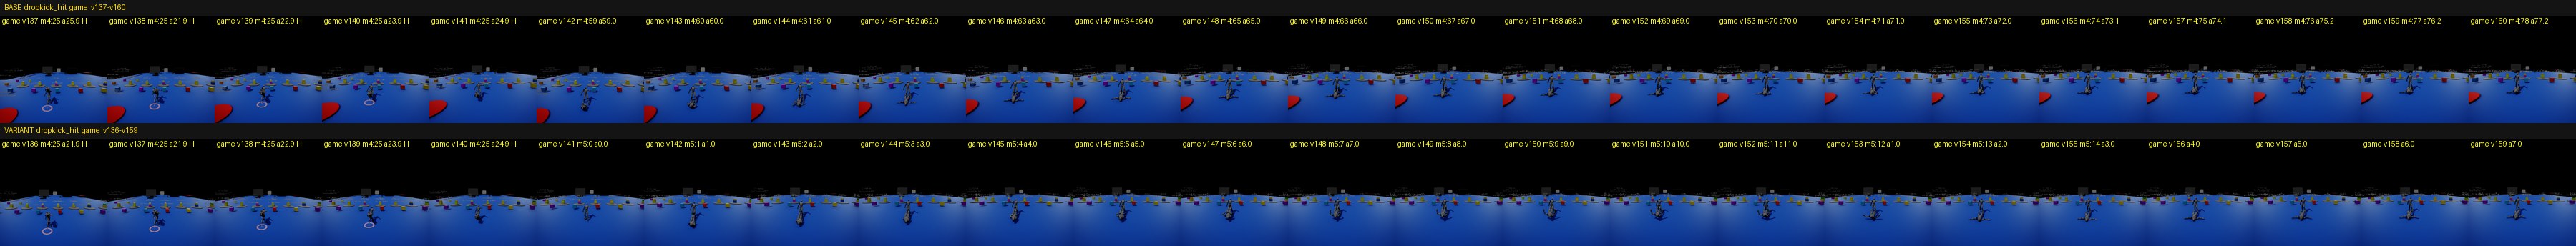 BASE dropkick_hit game v137-v160
game v137 m4:25 a25.9 H game v138 m4:25 a21.9 H game v139 m4:25 a22.9 H game v140 m4:25 a23.9 H game v141 m4:25 a24.9 H game v142 m4:59 a59.0 game v143 m4:60 a60.0 game v144 m4:61 a61.0 game v145 m4:62 a62.0 game v146 m4:63 a63.0 game v147 m4:64 a64.0 game v148 m4:65 a65.0 game v149 m4:66 a66.0 game v150 m4:67 a67.0 game v151 m4:68 a68.0 game v152 m4:69 a69.0 game v153 m4:70 a70.0 game v154 m4:71 a71.0 game v155 m4:73 a72.0 game v156 m4:74 a73.1 game v157 m4:75 a74.1 game v158 m4:76 a75.2 game v159 m4:77 a76.2 game v160 m4:78 a77.2
VARIANT dropkick_hit game v136-v159
game v136 m4:25 a21.9 H game v137 m4:25 a21.9 H game v138 m4:25 a22.9 H game v139 m4:25 a23.9 H game v140 m4:25 a24.9 H game v141 m5:0 a0.0 game v142 m5:1 a1.0 game v143 m5:2 a2.0 game v144 m5:3 a3.0 game v145 m5:4 a4.0 game v146 m5:5 a5.0 game v147 m5:6 a6.0 game v148 m5:7 a7.0 game v149 m5:8 a8.0 game v150 m5:9 a9.0 game v151 m5:10 a10.0 game v152 m5:11 a11.0 game v153 m5:12 a1.0 game v154 m5:13 a2.0 game v155 m5:14 a3.0 game v156 a4.0 game v157 a5.0 game v158 a6.0 game v159 a7.0